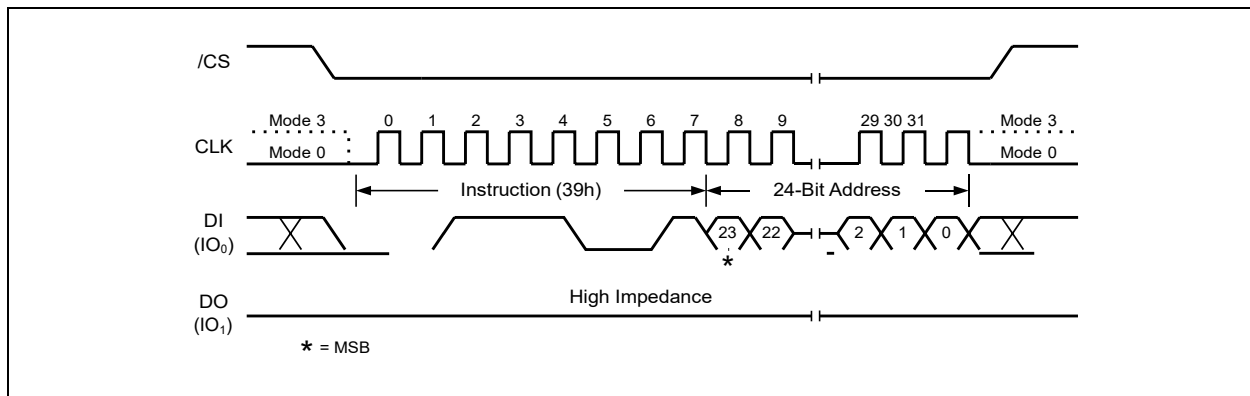 /CS
Mode 3 0 1 2 3 4 5 6 7 8 9 29 30 31 Mode 3
CLK
Mode 0 Mode 0
Instruction (39h) 24-Bit Address
DI
(IO₀)
23 22 2 1 0
*
DO
(IO₁)
High Impedance
* = MSB